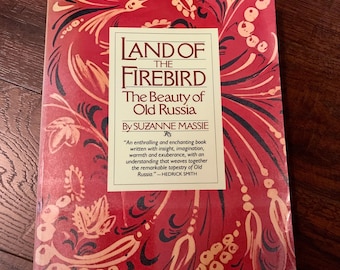 LAND OF
THE
FIREBIRD
The Beauty of
Old Russia
By SUZANNE MASSIE
"An enthralling and enchanting book
written with insight, imagination,
warmth and exuberance, with an
understanding that weaves together
the remarkable tapestry of Old
Russia." —HEDRICK SMITH